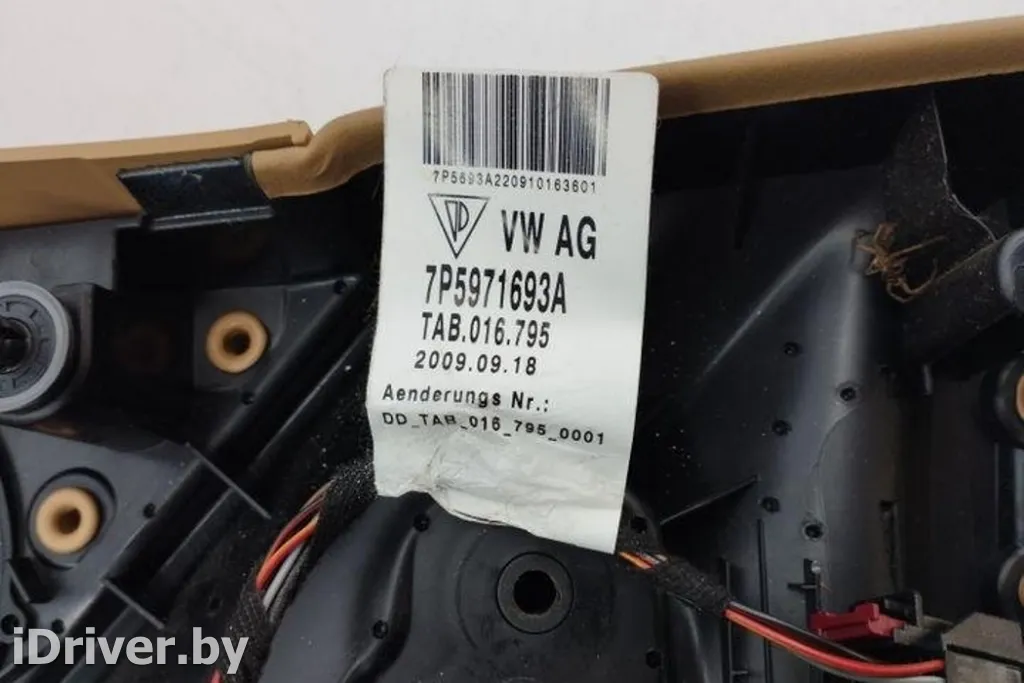 7P5693A220910163601
VW AG
7P5971693A
TAB.016.795
2009.09.18
Aenderungs Nr.:
DD_TAB_016_795_0001
iDriver.by